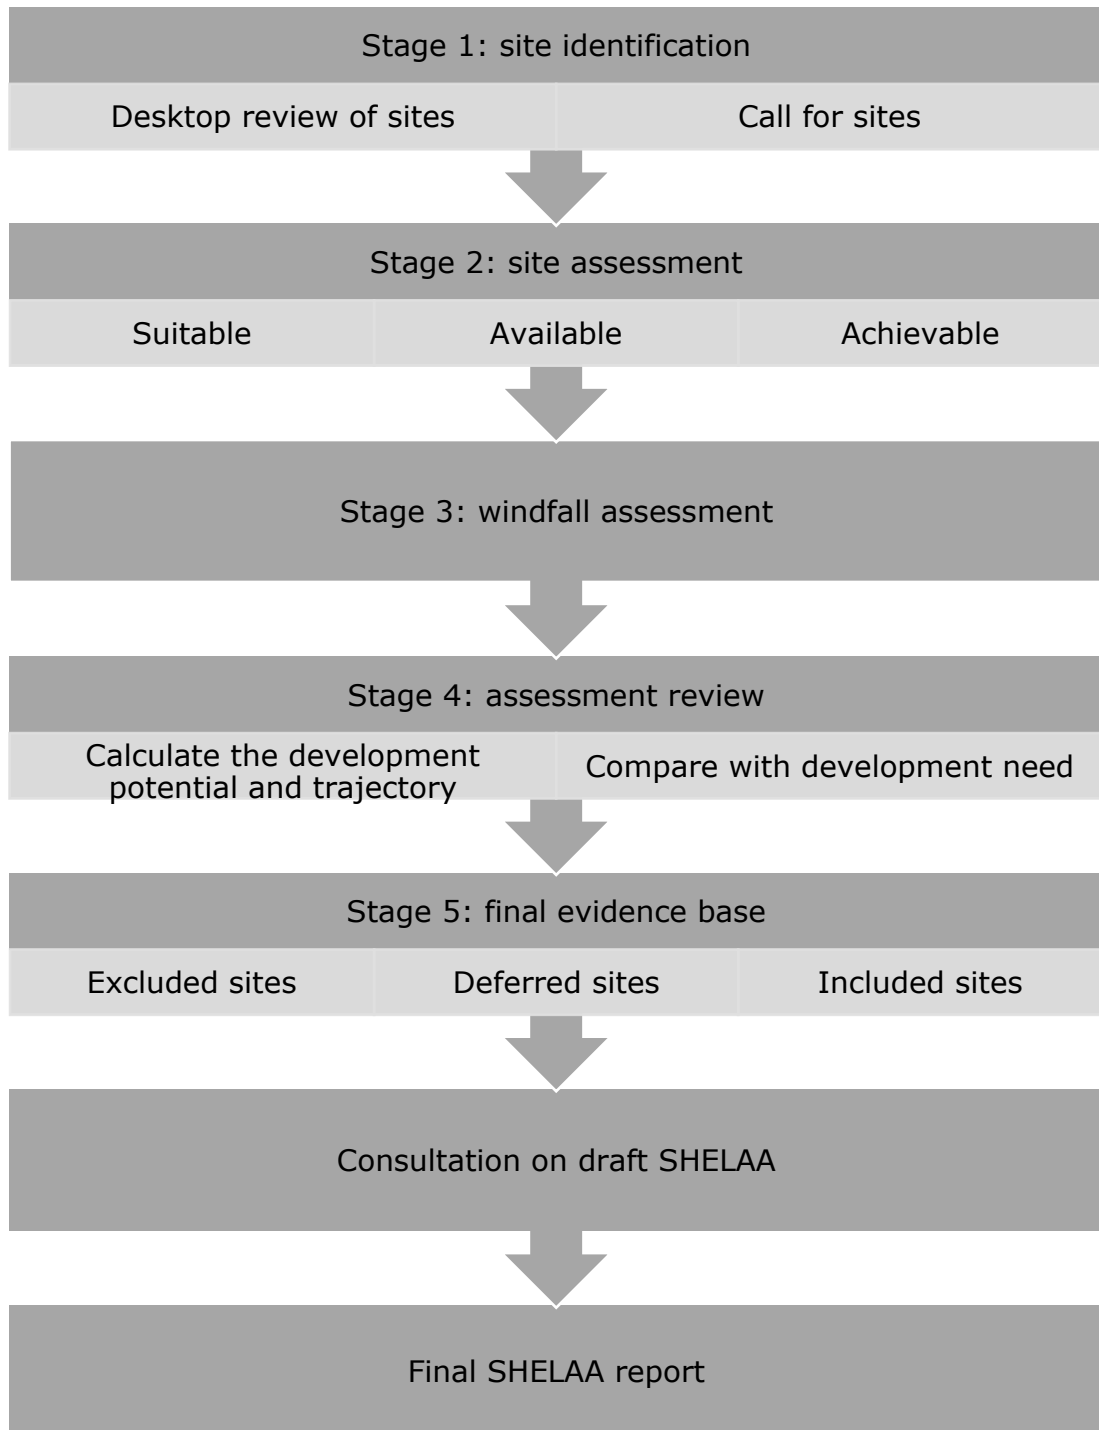 Stage 1: site identification
Desktop review of sites
Call for sites
Stage 2: site assessment
Suitable
Available
Achievable
Stage 3: windfall assessment
Stage 4: assessment review
Calculate the development
potential and trajectory
Compare with development need
Stage 5: final evidence base
Excluded sites
Deferred sites
Included sites
Consultation on draft SHELAA
Final SHELAA report